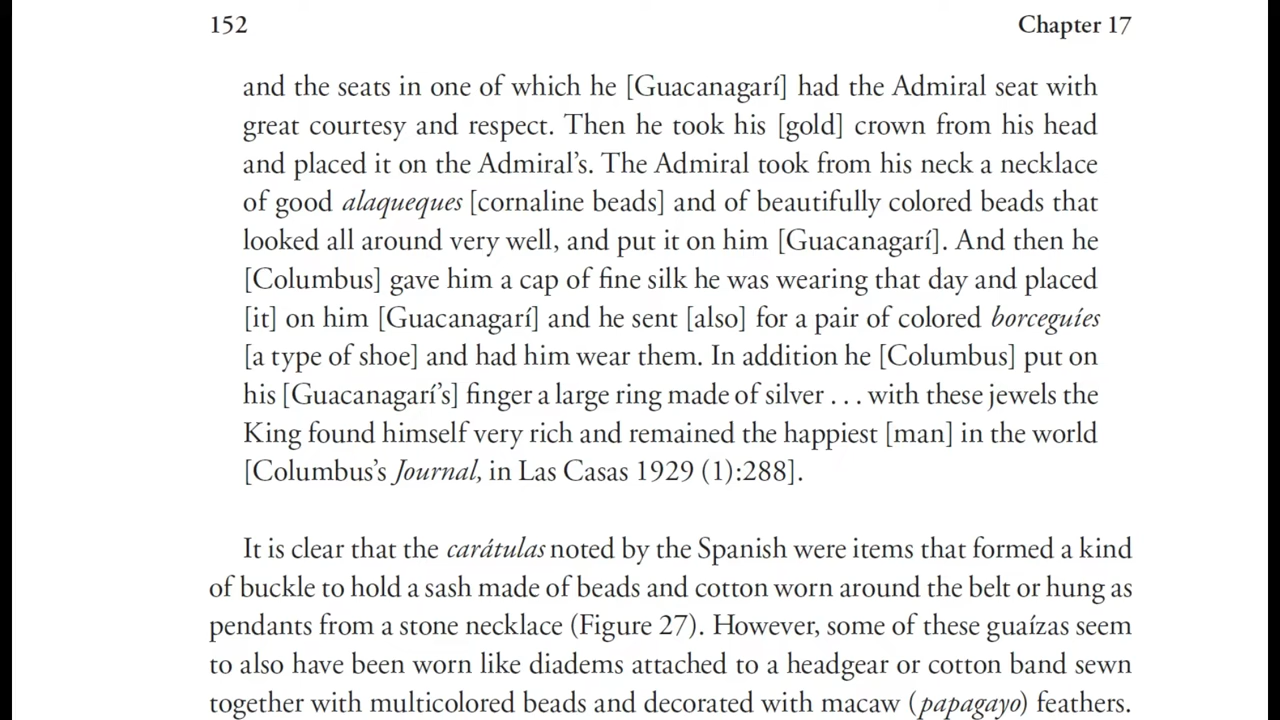 152 Chapter 17
and the seats in one of which he [Guacanagarí] had the Admiral seat with
great courtesy and respect. Then he took his [gold] crown from his head
and placed it on the Admiral’s. The Admiral took from his neck a necklace
of good alaqueques [cornaline beads] and of beautifully colored beads that
looked all around very well, and put it on him [Guacanagarí]. And then he
[Columbus] gave him a cap of fine silk he was wearing that day and placed
[it] on him [Guacanagarí] and he sent [also] for a pair of colored borceguíes
[a type of shoe] and had him wear them. In addition he [Columbus] put on
his [Guacanagarí’s] finger a large ring made of silver . . . with these jewels the
King found himself very rich and remained the happiest [man] in the world
[Columbus’s Journal, in Las Casas 1929 (1):288].
It is clear that the carátulas noted by the Spanish were items that formed a kind
of buckle to hold a sash made of beads and cotton worn around the belt or hung as
pendants from a stone necklace (Figure 27). However, some of these guaízas seem
to also have been worn like diadems attached to a headgear or cotton band sewn
together with multicolored beads and decorated with macaw (papagayo) feathers.